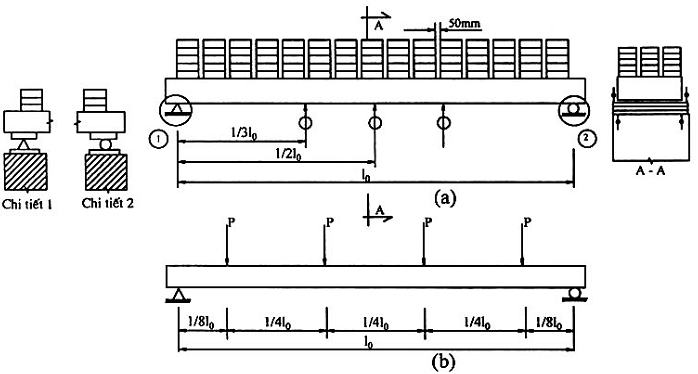 A
50mm
1
2
1/3l₀
1/2l₀
l₀
(a)
Chi tiết 1
Chi tiết 2
A - A
A
P
P
P
P
1/8l₀
1/4l₀
1/4l₀
1/4l₀
1/8l₀
l₀
(b)